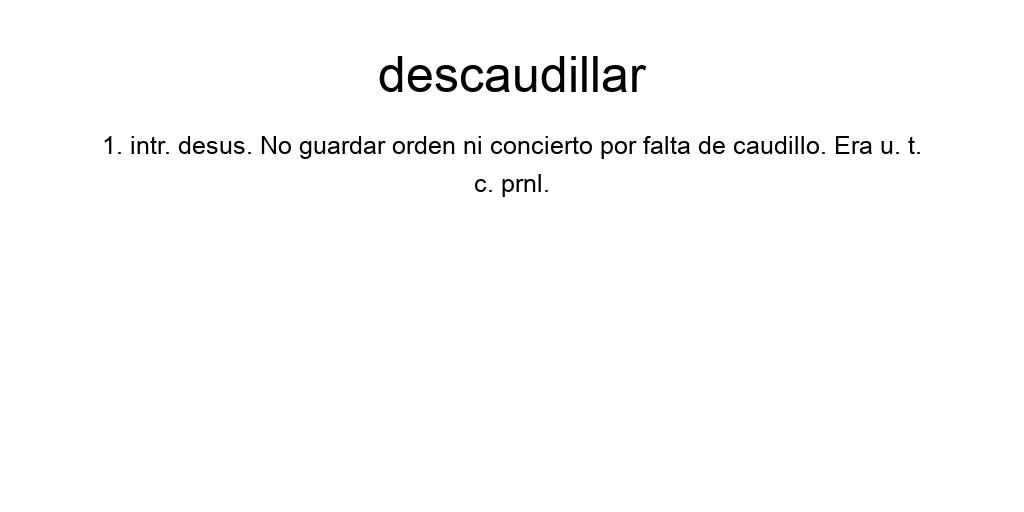 descaudillar
1. intr. desus. No guardar orden ni concierto por falta de caudillo. Era u. t.
c. prnl.